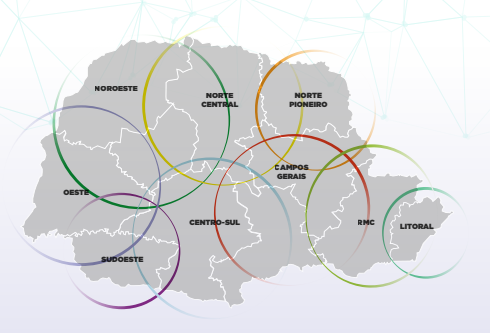 NOROESTE
NORTE
CENTRAL
NORTE
PIONEIRO
CAMPOS
GERAIS
OESTE
CENTRO-SUL
RMC
LITORAL
SUDOESTE